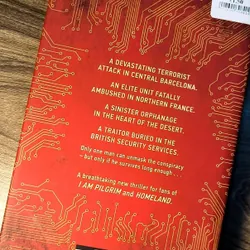 A DEVASTATING TERRORIST
ATTACK IN CENTRAL BARCELONA.
AN ELITE UNIT FATALLY
AMBUSHED IN NORTHERN FRANCE.
A SINISTER ORPHANAGE
IN THE HEART OF THE DESERT.
A TRAITOR BURIED IN THE
BRITISH SECURITY SERVICES.
Only one man can unmask the conspiracy
– but only if he survives long enough . . .
A breathtaking new thriller for fans of
I AM PILGRIM and HOMELAND.